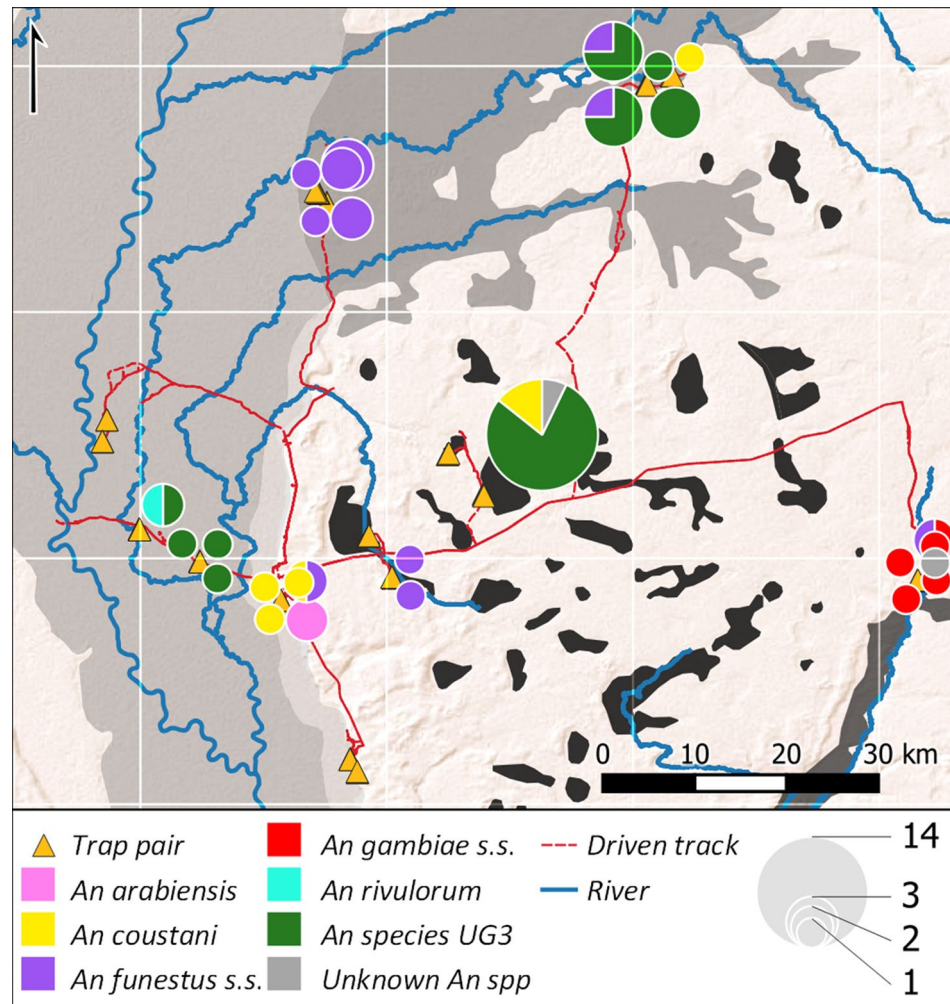 0 10 20 30 km
Trap pair
An arabiensis
An coustani
An funestus s.s.
An gambiae s.s.
An rivulorum
An species UG3
Unknown An spp
Driven track
River
14
3
2
1